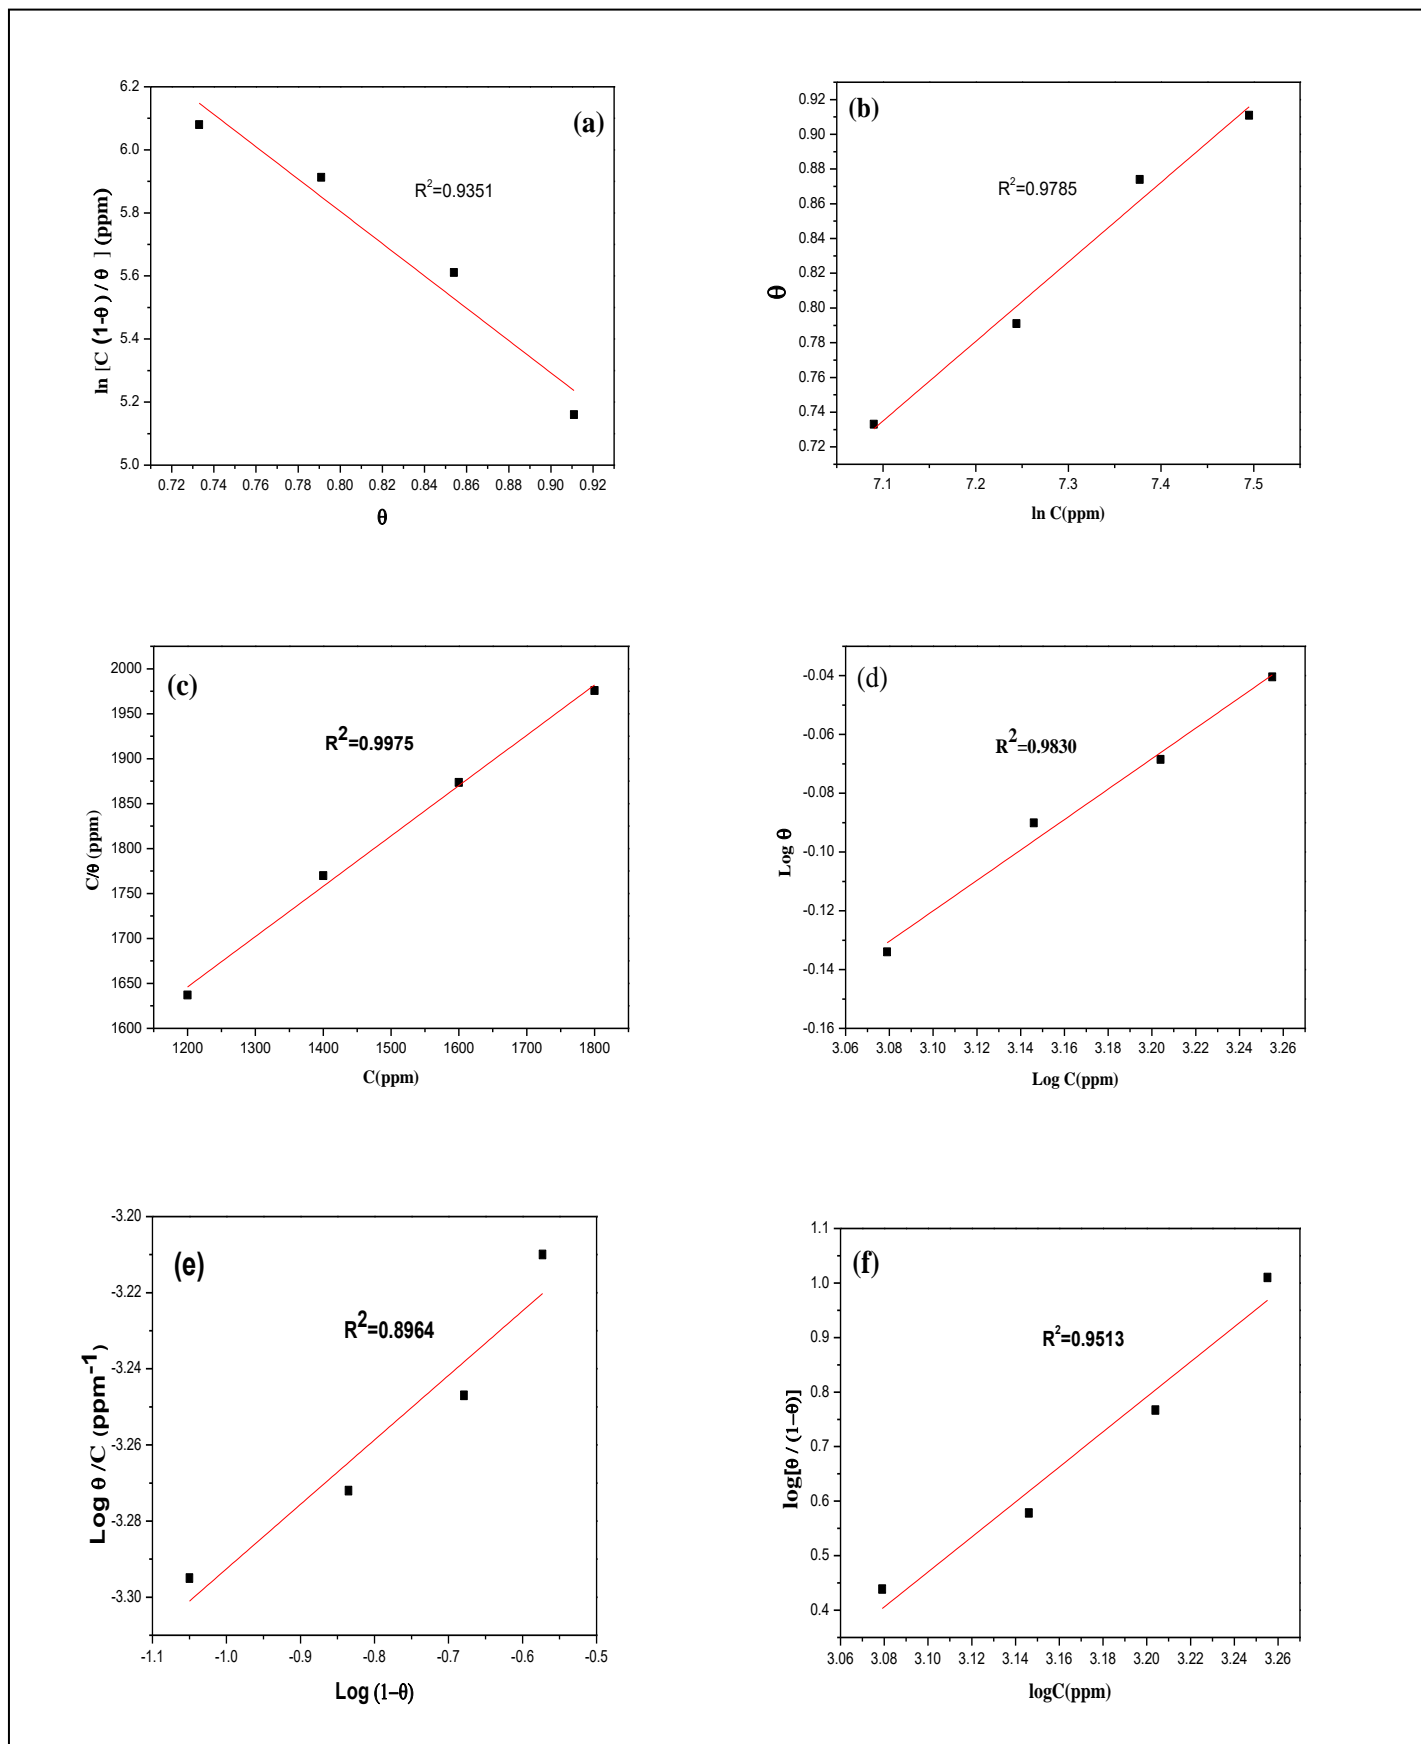 (a)
R2=0.9351
6.2
6.0
5.8
5.6
5.4
5.2
5.0
0.72 0.74 0.76 0.78 0.80 0.82 0.84 0.86 0.88 0.90 0.92
ln [C (1-θ) / θ ] (ppm)
θ
(b)
R2=0.9785
0.92
0.90
0.88
0.86
0.84
0.82
0.80
0.78
0.76
0.74
0.72
7.1 7.2 7.3 7.4 7.5
θ
ln C(ppm)
(c)
R2=0.9975
2000
1950
1900
1850
1800
1750
1700
1650
1600
1200 1300 1400 1500 1600 1700 1800
C/θ (ppm)
C(ppm)
(d)
R2=0.9830
-0.04
-0.06
-0.08
-0.10
-0.12
-0.14
-0.16
3.06 3.08 3.10 3.12 3.14 3.16 3.18 3.20 3.22 3.24 3.26
Log θ
Log C(ppm)
(e)
R2=0.8964
-3.20
-3.22
-3.24
-3.26
-3.28
-3.30
-1.1 -1.0 -0.9 -0.8 -0.7 -0.6 -0.5
Log θ /C (ppm-1)
Log (1–θ)
(f)
R2=0.9513
1.1
1.0
0.9
0.8
0.7
0.6
0.5
0.4
3.06 3.08 3.10 3.12 3.14 3.16 3.18 3.20 3.22 3.24 3.26
log[θ / (1–θ)]
logC(ppm)